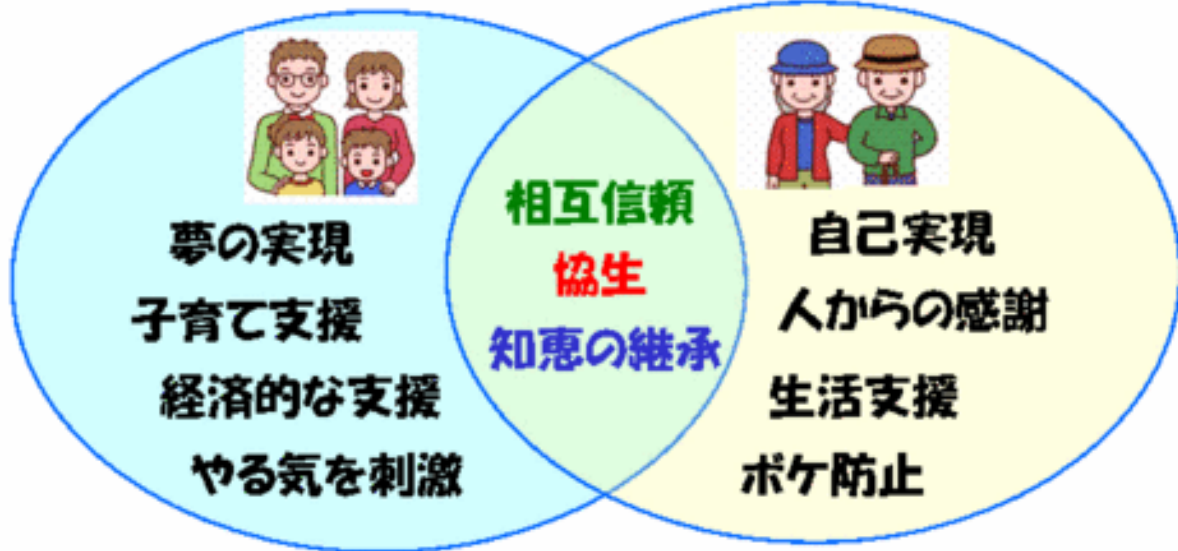 夢の実現
子育て支援
経済的な支援
やる気を刺激
相互信頼
協生
知恵の継承
自己実現
人からの感謝
生活支援
ボケ防止